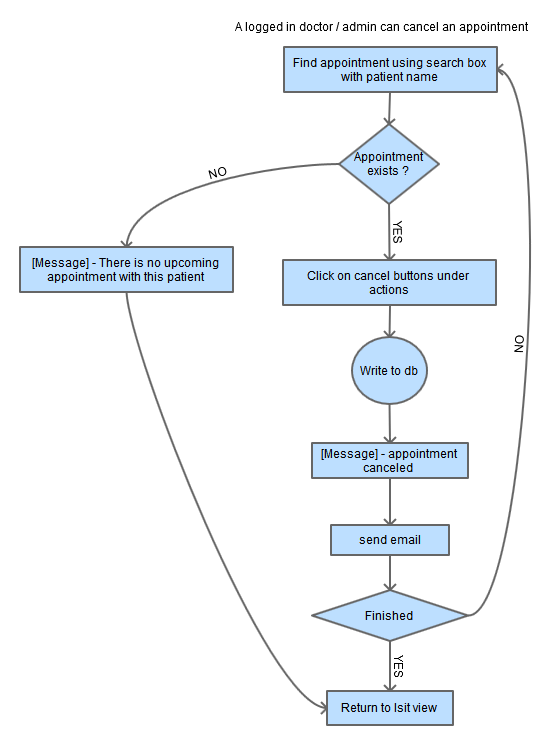 A logged in doctor / admin can cancel an appointment
Find appointment using search box
with patient name
Appointment
exists ?
NO
YES
[Message] - There is no upcoming
appointment with this patient
Click on cancel buttons under
actions
NO
Write to db
[Message] - appointment
canceled
send email
Finished
YES
Return to lsit view